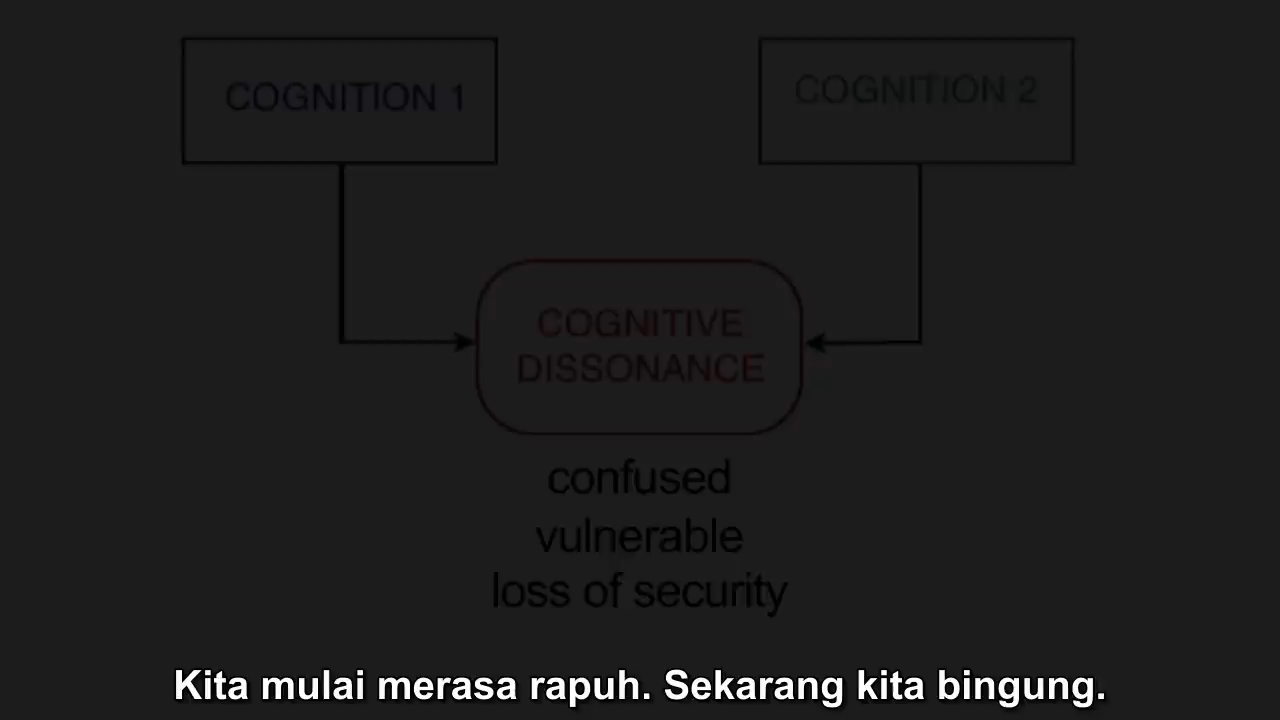 COGNITION 1
COGNITION 2
COGNITIVE
DISSONANCE
confused
vulnerable
loss of security
Kita mulai merasa rapuh. Sekarang kita bingung.